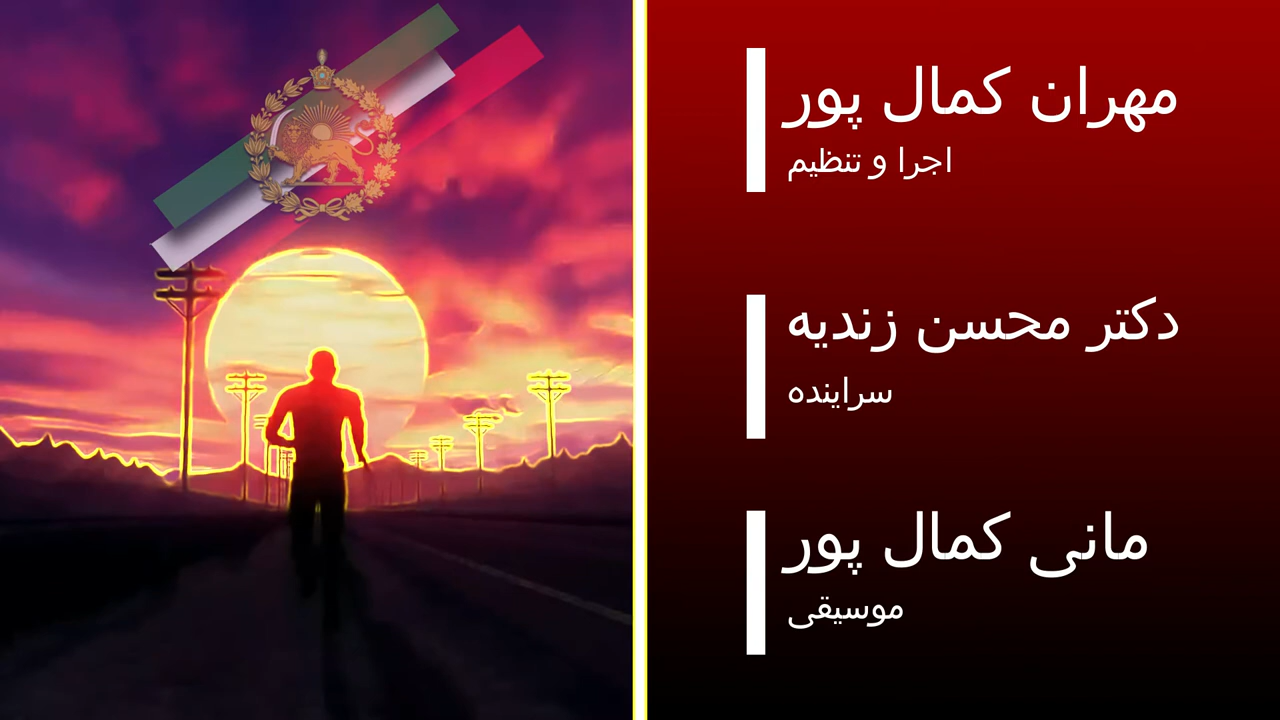 مهران کمال پور
اجرا و تنظیم
دکتر محسن زندیه
سراینده
مانی کمال پور
موسیقی